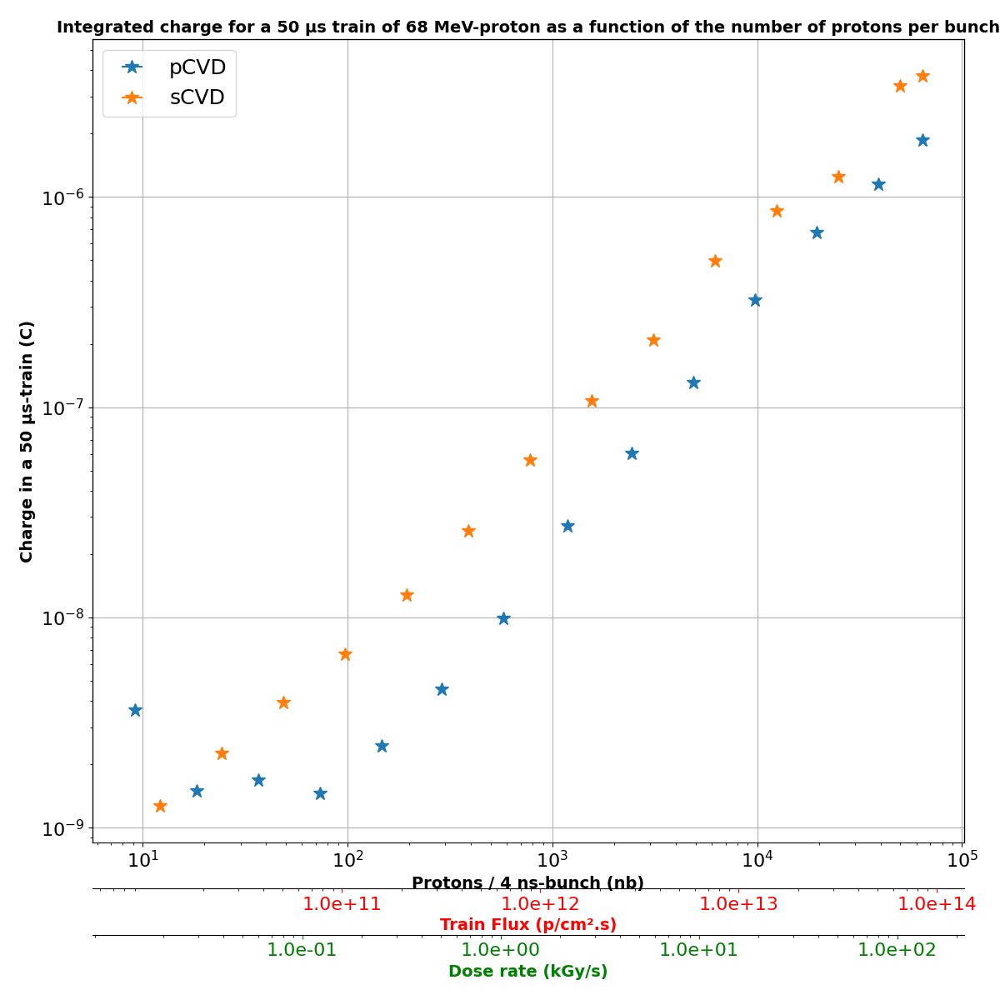 Integrated charge for a 50 µs train of 68 MeV-proton as a function of the number of protons per bunch
pCVD
sCVD
Charge in a 50 µs-train (C)
10⁻⁶
10⁻⁷
10⁻⁸
10⁻⁹
10¹ 10² 10³ 10⁴ 10⁵
Protons / 4 ns-bunch (nb)
1.0e+11 1.0e+12 1.0e+13 1.0e+14
Train Flux (p/cm².s)
1.0e-01 1.0e+00 1.0e+01 1.0e+02
Dose rate (kGy/s)